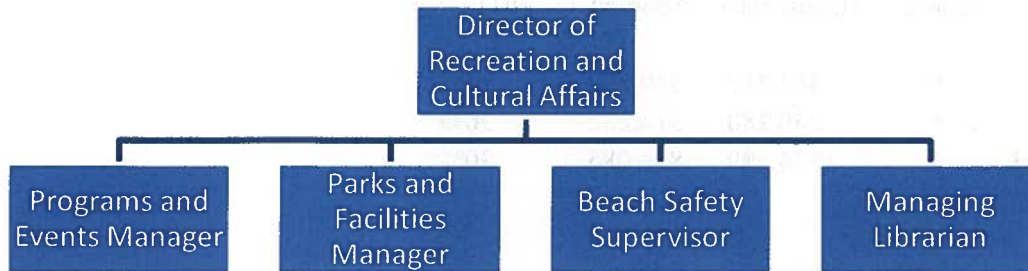 Director of
Recreation and
Cultural Affairs
Programs and
Events Manager
Parks and
Facilities
Manager
Beach Safety
Supervisor
Managing
Librarian